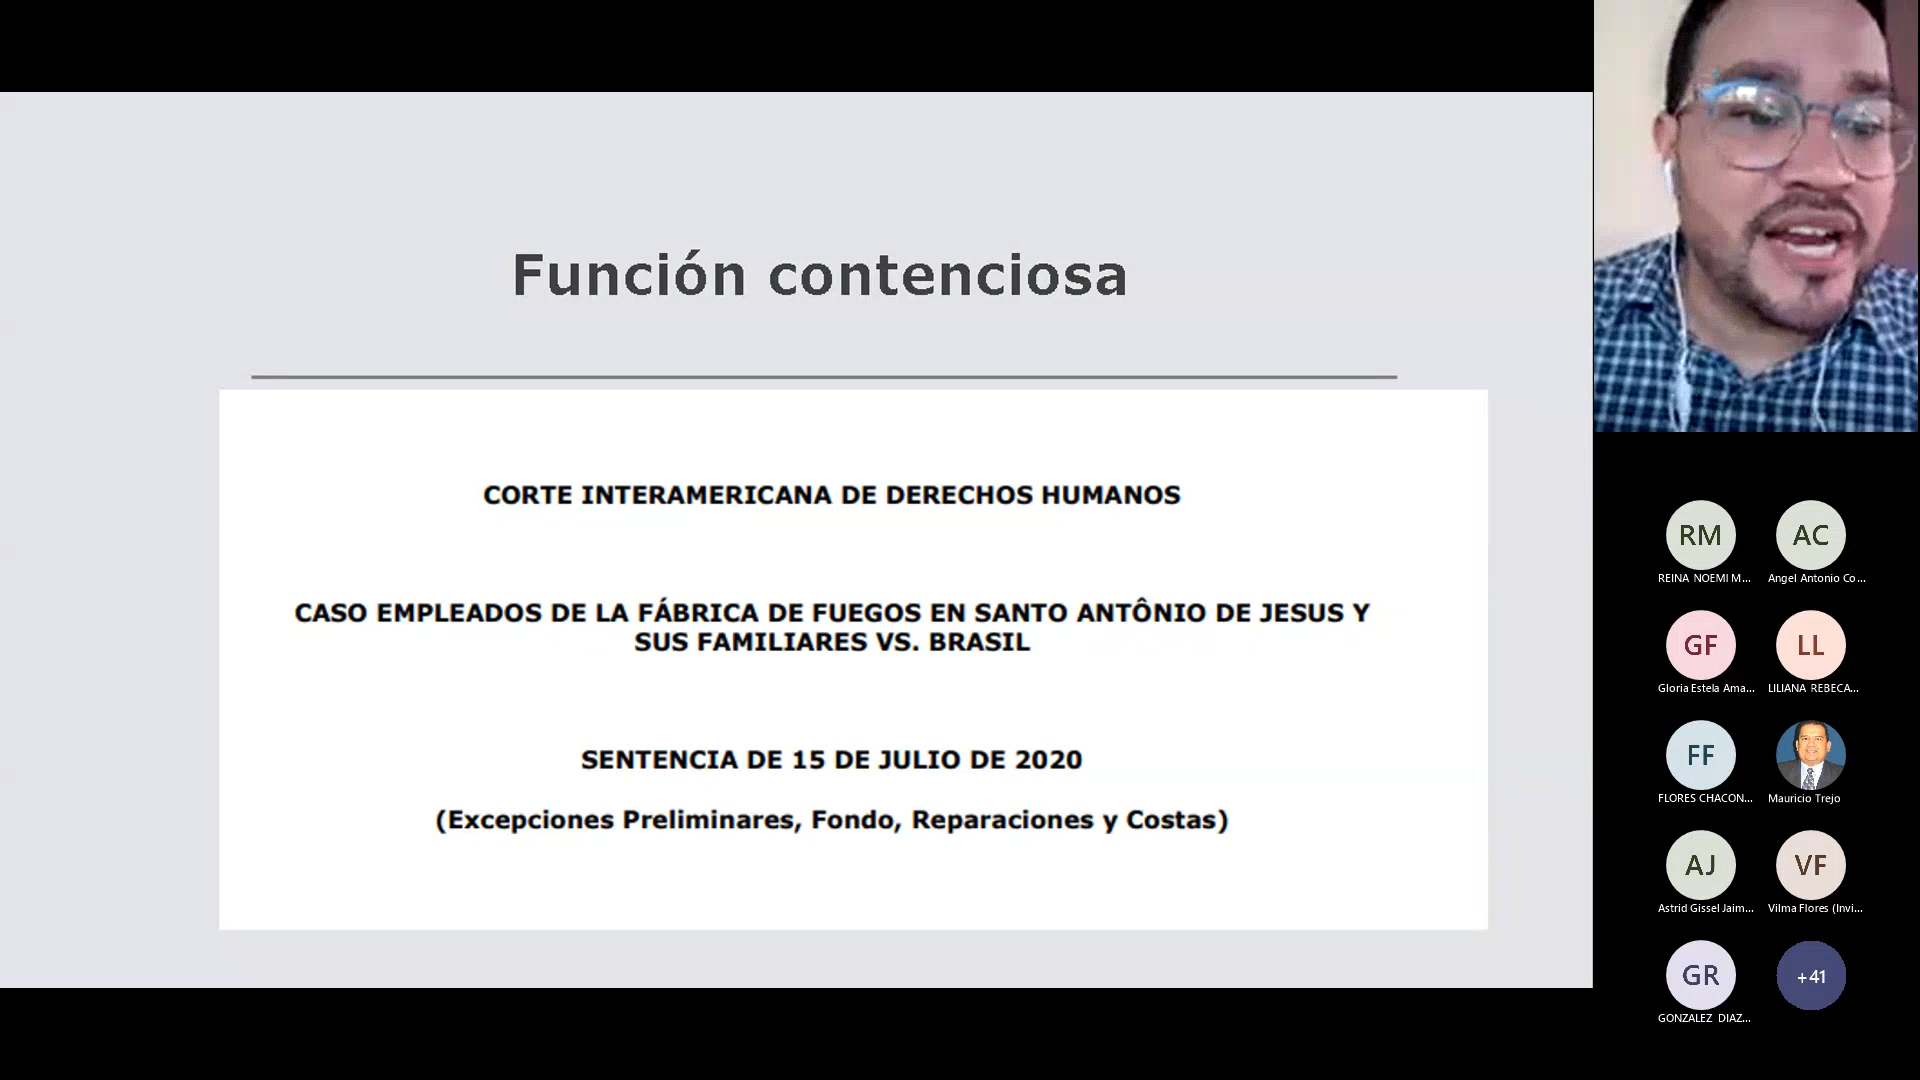 Función contenciosa
CORTE INTERAMERICANA DE DERECHOS HUMANOS
CASO EMPLEADOS DE LA FÁBRICA DE FUEGOS EN SANTO ANTÔNIO DE JESUS Y
SUS FAMILIARES VS. BRASIL
SENTENCIA DE 15 DE JULIO DE 2020
(Excepciones Preliminares, Fondo, Reparaciones y Costas)
RM AC
REINA NOEMI M... Angel Antonio Co...
GF LL
Gloria Estela Ama... LILIANA REBECA...
FF
FLORES CHACON... Mauricio Trejo
AJ VF
Astrid Gissel Jaim... Vilma Flores (Invi...
GR +41
GONZALEZ DIAZ...